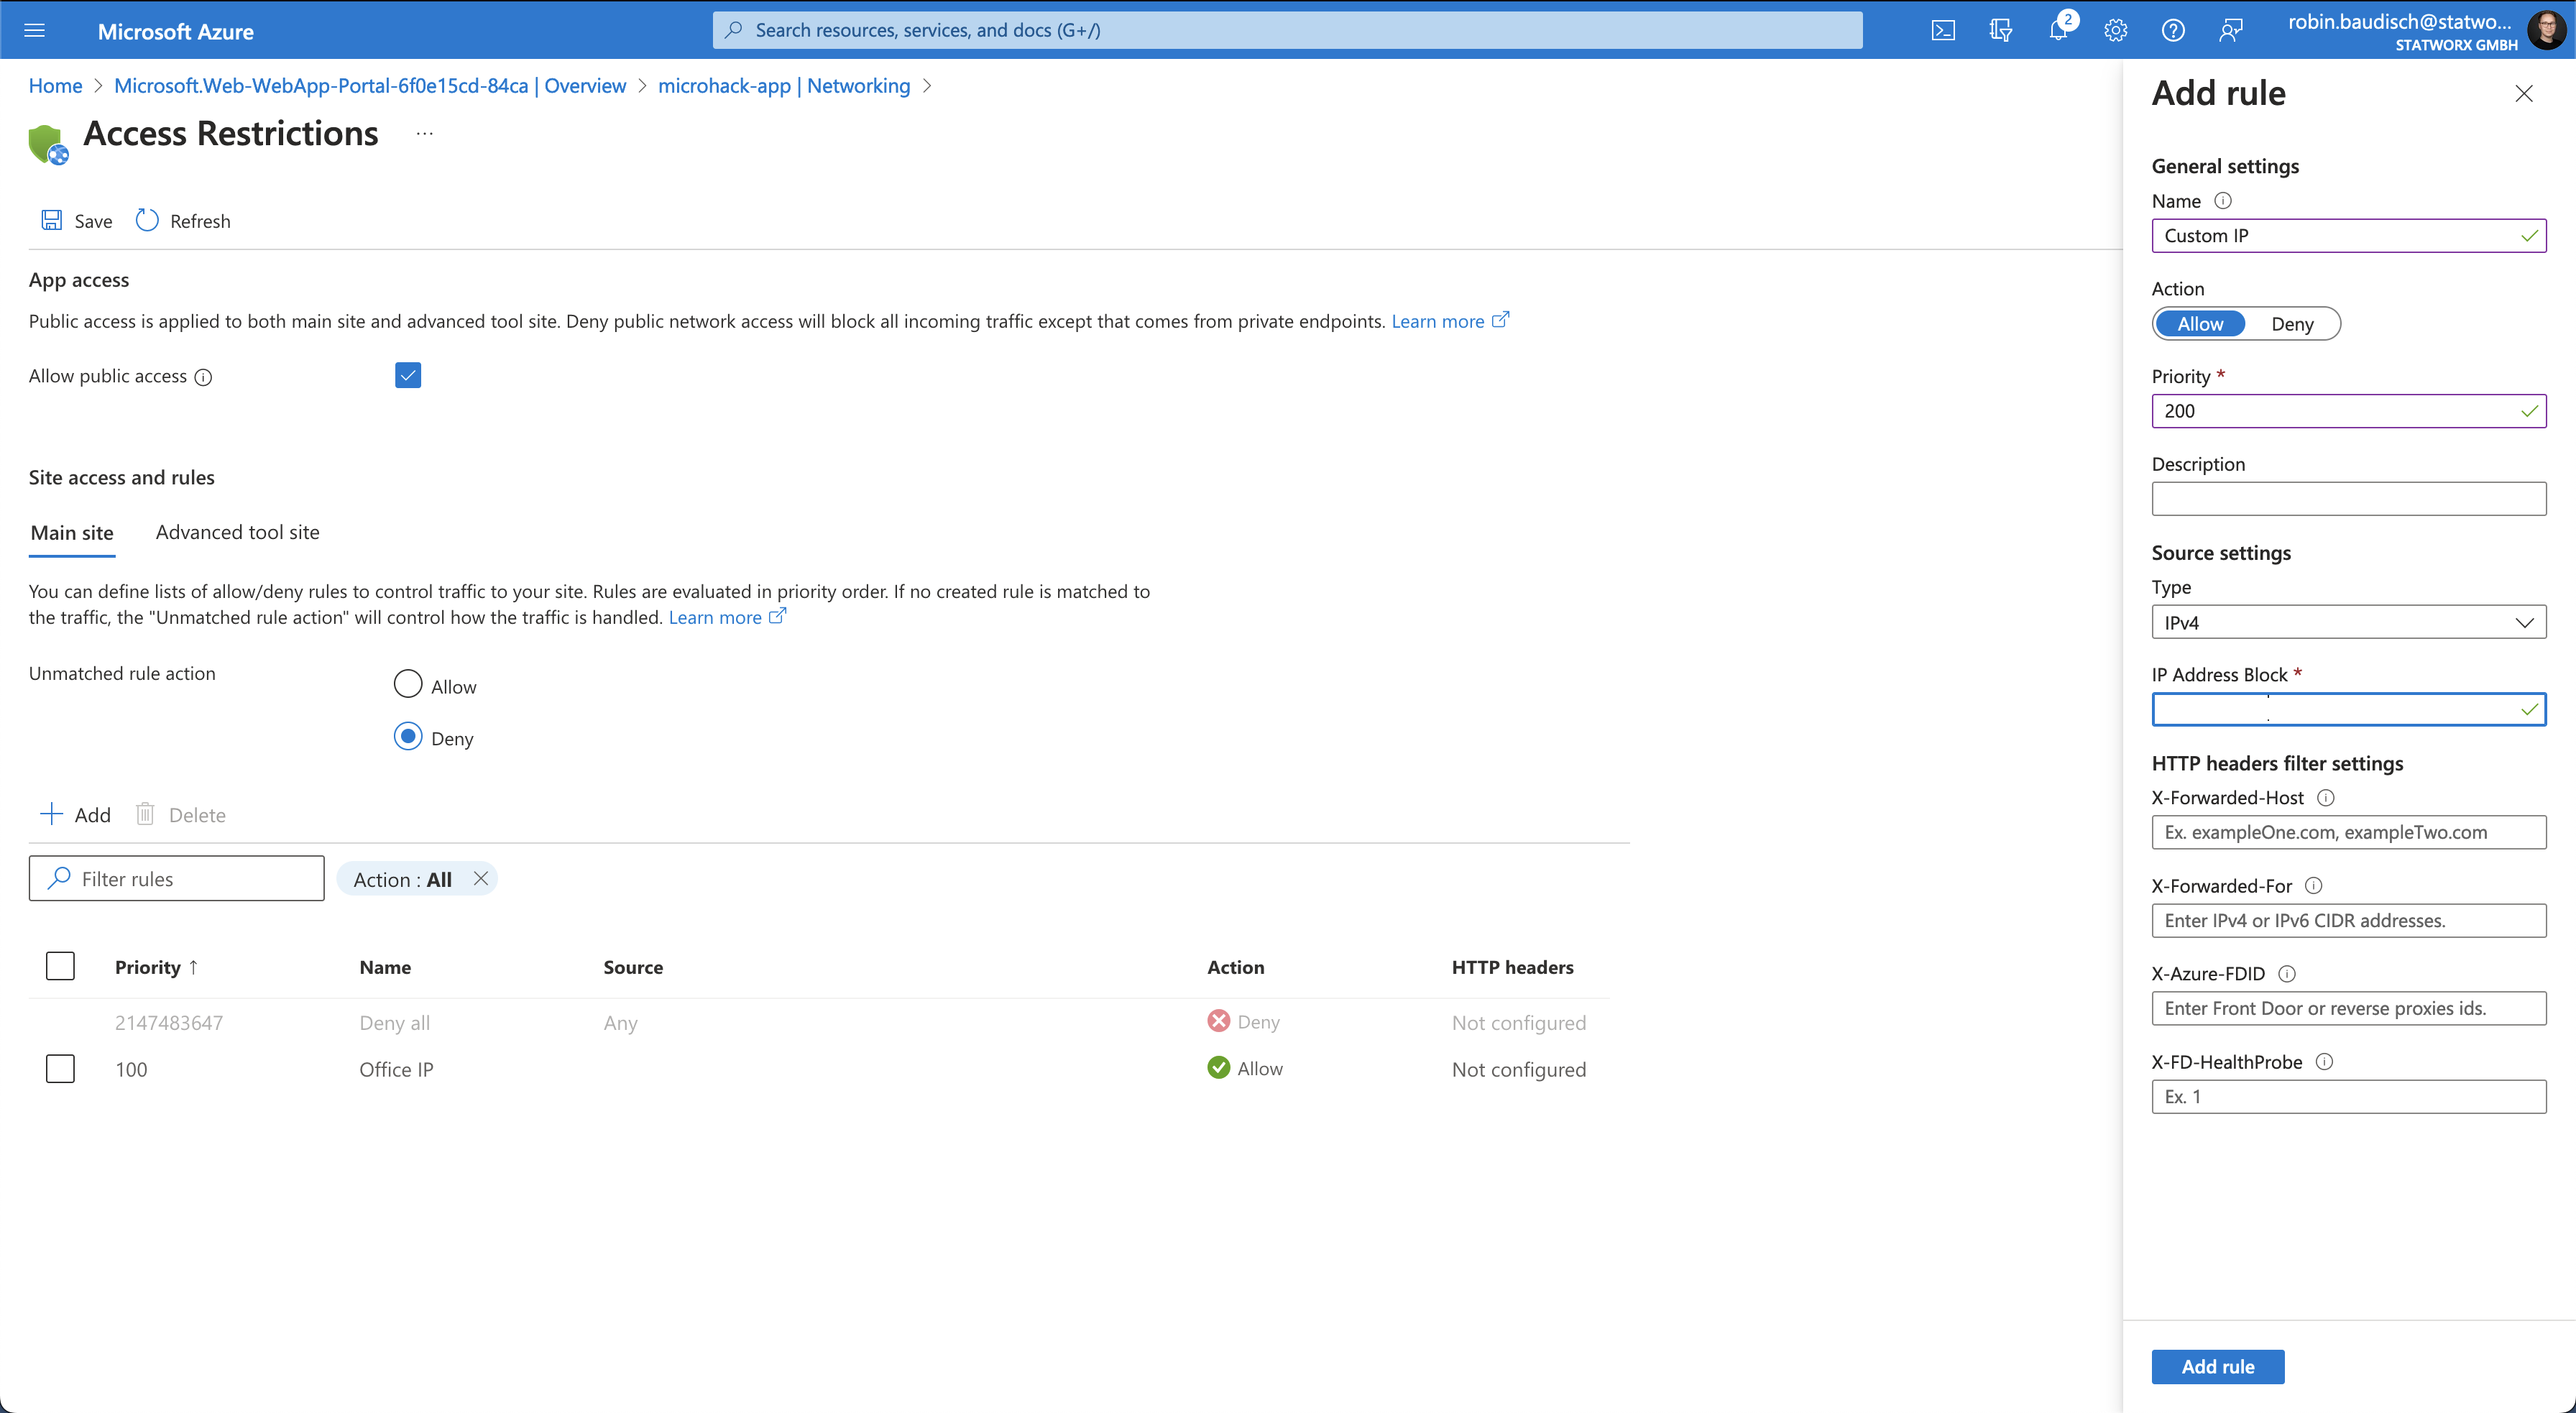 Microsoft Azure
Search resources, services, and docs (G+/)
2
robin.baudisch@statwo...
STATWORX GMBH
Home > Microsoft.Web-WebApp-Portal-6f0e15cd-84ca | Overview > microhack-app | Networking >
Access Restrictions ...
Save Refresh
App access
Public access is applied to both main site and advanced tool site. Deny public network access will block all incoming traffic except that comes from private endpoints. Learn more
Allow public access
Site access and rules
Main site Advanced tool site
You can define lists of allow/deny rules to control traffic to your site. Rules are evaluated in priority order. If no created rule is matched to
the traffic, the "Unmatched rule action" will control how the traffic is handled. Learn more
Unmatched rule action
Allow
Deny
Add Delete
Filter rules Action : All
Priority ↑ Name Source Action HTTP headers
2147483647 Deny all Any Deny Not configured
100 Office IP Allow Not configured
Add rule
General settings
Name
Custom IP
Action
Allow Deny
Priority *
200
Description
Source settings
Type
IPv4
IP Address Block *
HTTP headers filter settings
X-Forwarded-Host
Ex. exampleOne.com, exampleTwo.com
X-Forwarded-For
Enter IPv4 or IPv6 CIDR addresses.
X-Azure-FDID
Enter Front Door or reverse proxies ids.
X-FD-HealthProbe
Ex. 1
Add rule